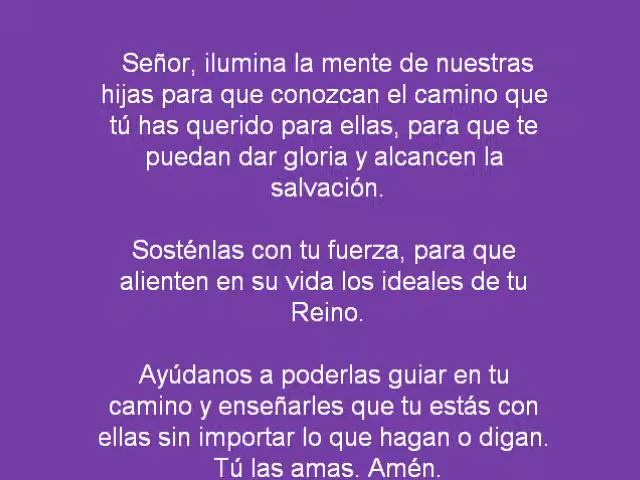 Señor, ilumina la mente de nuestras
hijas para que conozcan el camino que
tú has querido para ellas, para que te
puedan dar gloria y alcancen la
salvación.
Sosténlas con tu fuerza, para que
alienten en su vida los ideales de tu
Reino.
Ayúdanos a poderlas guiar en tu
camino y enseñarles que tu estás con
ellas sin importar lo que hagan o digan.
Tú las amas. Amén.